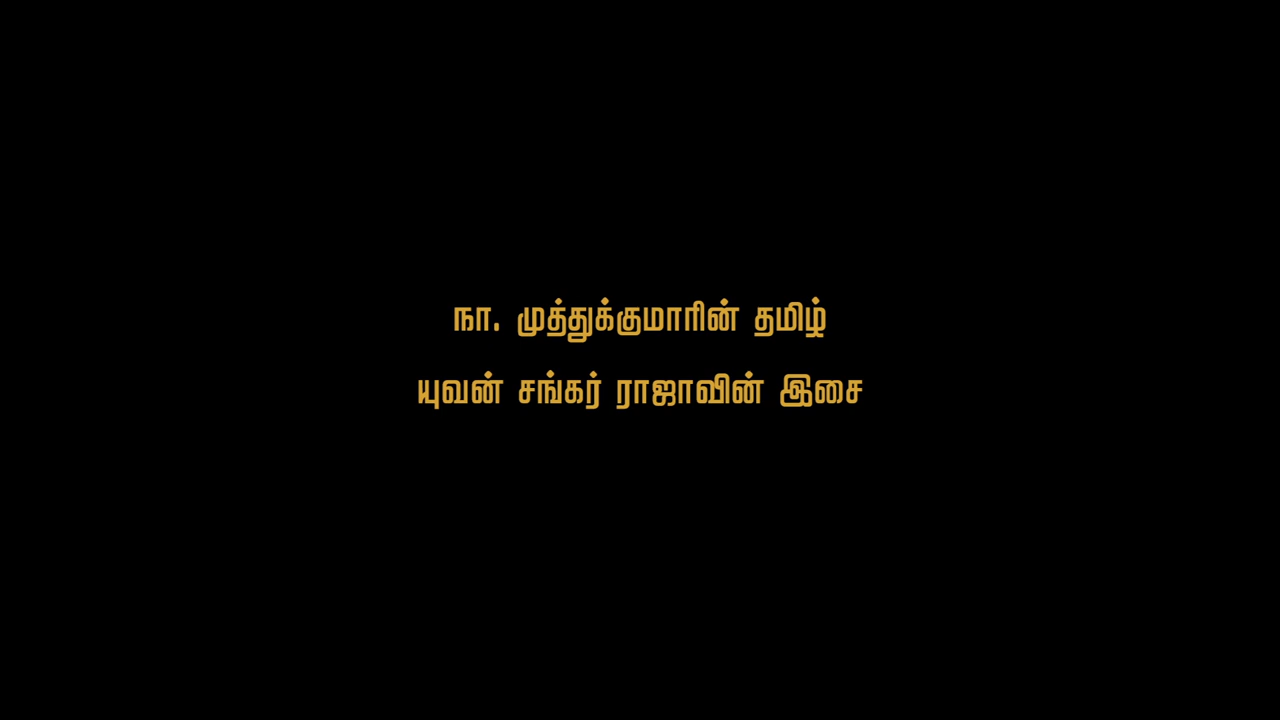 நா. முத்துக்குமாரின் தமிழ்
யுவன் சங்கர் ராஜாவின் இசை